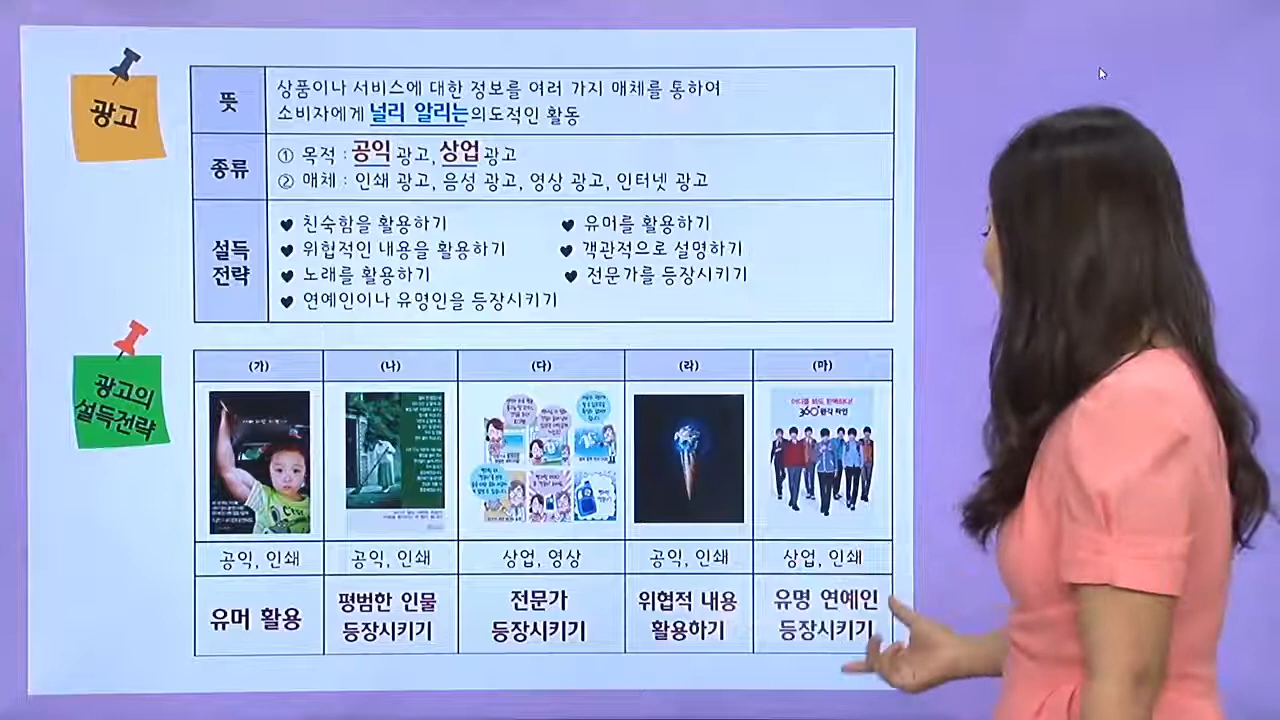 광고
뜻
상품이나 서비스에 대한 정보를 여러 가지 매체를 통하여
소비자에게 널리 알리는 의도적인 활동
종류
① 목적 : 공익 광고, 상업 광고
② 매체 : 인쇄 광고, 음성 광고, 영상 광고, 인터넷 광고
설득
전략
♥ 친숙함을 활용하기 ♥ 유머를 활용하기
♥ 위협적인 내용을 활용하기 ♥ 객관적으로 설명하기
♥ 노래를 활용하기 ♥ 전문가를 등장시키기
♥ 연예인이나 유명인을 등장시키기
광고의
설득전략
(가) (나) (다) (라) (마)
360°
공익, 인쇄 공익, 인쇄 상업, 영상 공익, 인쇄 상업, 인쇄
유머 활용
평범한 인물
등장시키기
전문가
등장시키기
위협적 내용
활용하기
유명 연예인
등장시키기